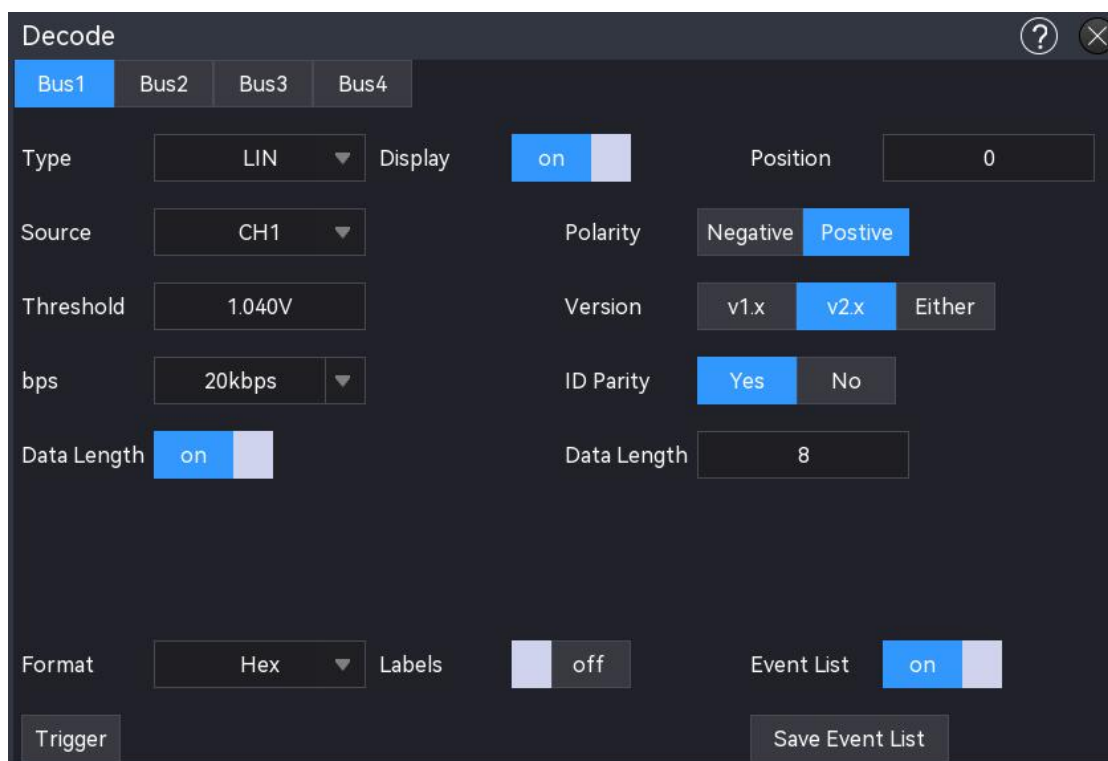 Decode ?
Bus1 Bus2 Bus3 Bus4
Type LIN Display on Position 0
Source CH1 Polarity Negative Postive
Threshold 1.040V Version v1.x v2.x Either
bps 20kbps ID Parity Yes No
Data Length on Data Length 8
Format Hex Labels off Event List on
Trigger Save Event List